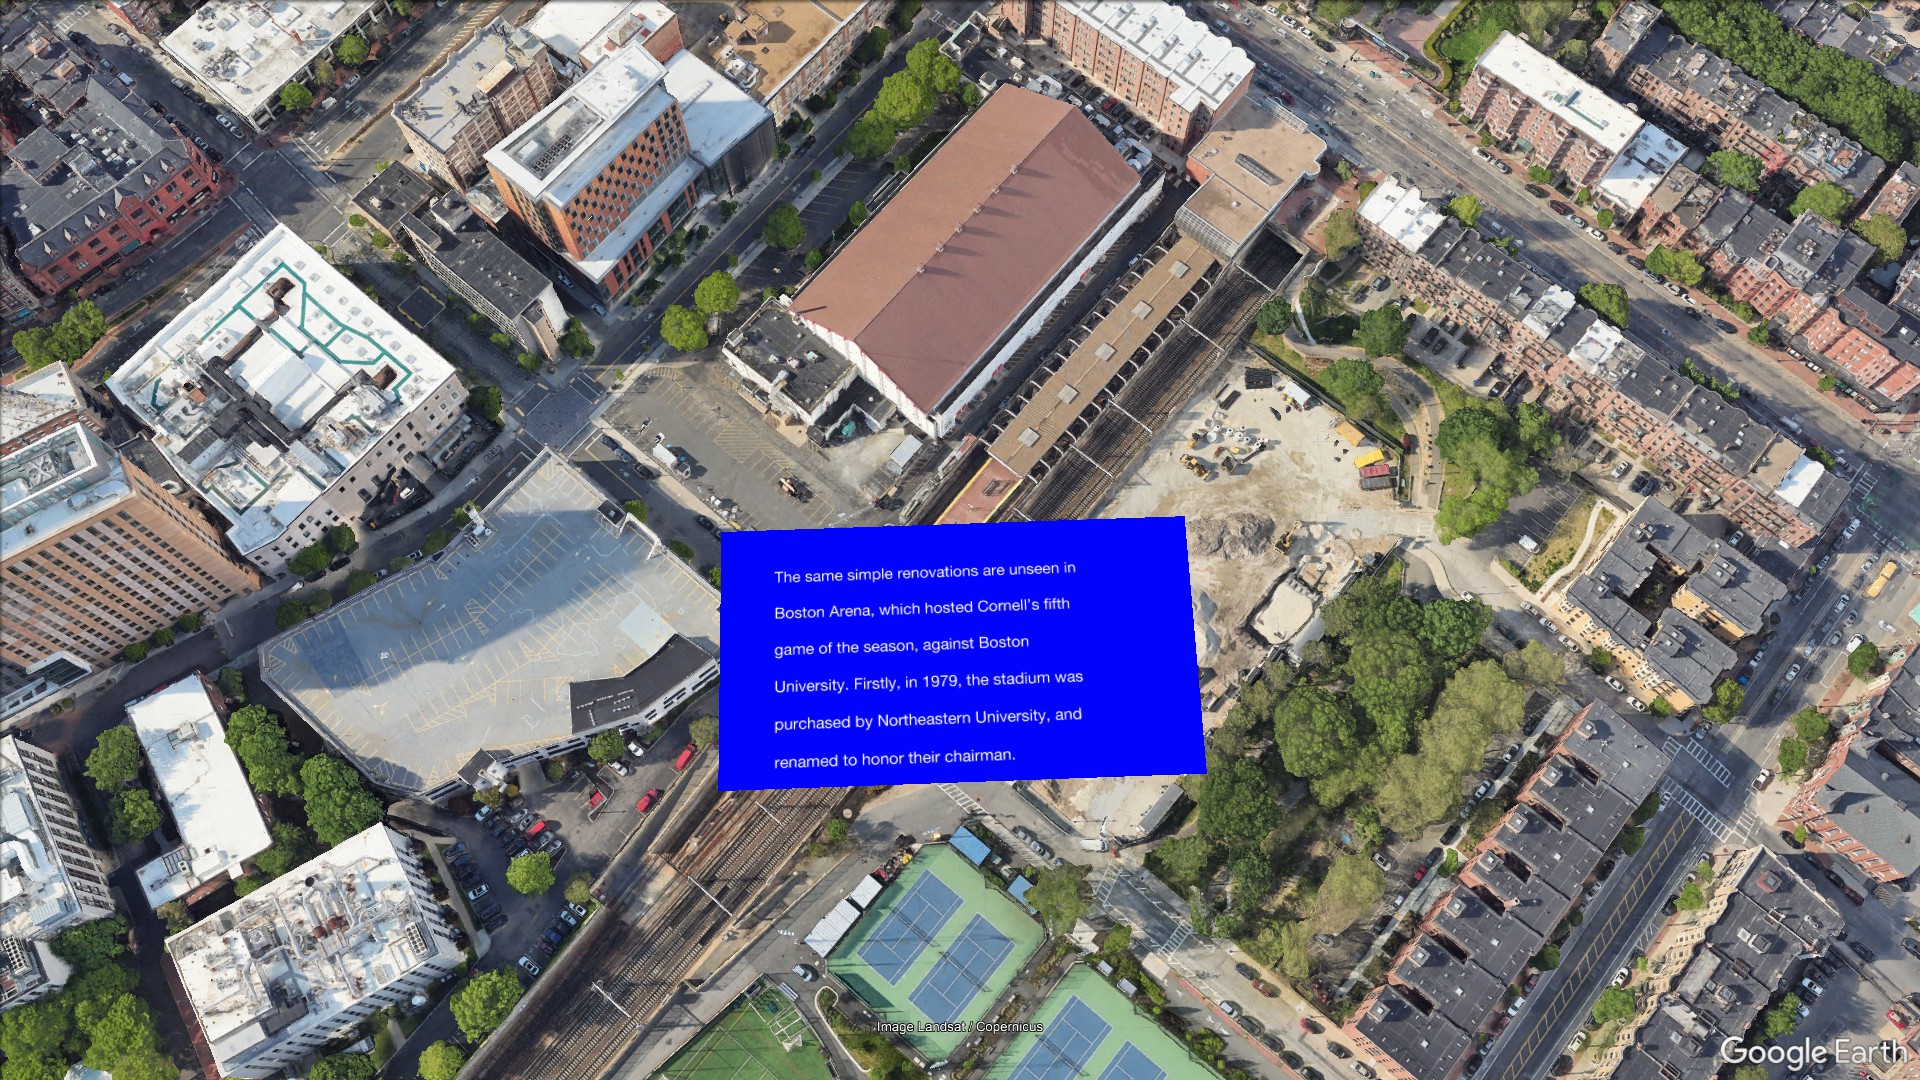 The same simple renovations are unseen in
Boston Arena, which hosted Cornell's fifth
game of the season, against Boston
University. Firstly, in 1979, the stadium was
purchased by Northeastern University, and
renamed to honor their chairman.
Image Landsat / Copernicus
Google Earth